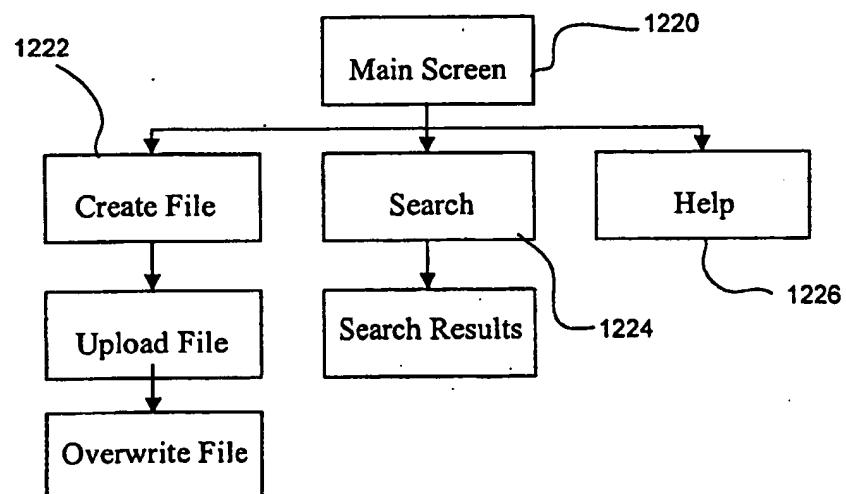 1220
Main Screen
1222
Create File
Search
Help
1226
1224
Upload File
Search Results
Overwrite File